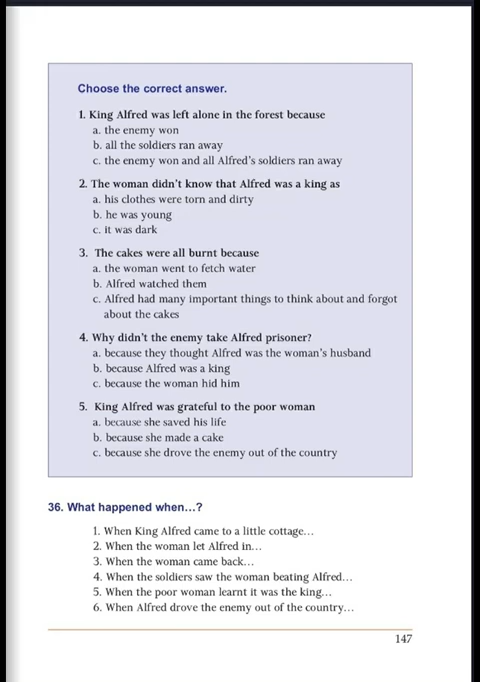 Choose the correct answer.
1. King Alfred was left alone in the forest because
a. the enemy won
b. all the soldiers ran away
c. the enemy won and all Alfred's soldiers ran away
2. The woman didn't know that Alfred was a king as
a. his clothes were torn and dirty
b. he was young
c. it was dark
3. The cakes were all burnt because
a. the woman went to fetch water
b. Alfred watched them
c. Alfred had many important things to think about and forgot
about the cakes
4. Why didn't the enemy take Alfred prisoner?
a. because they thought Alfred was the woman's husband
b. because Alfred was a king
c. because the woman hid him
5. King Alfred was grateful to the poor woman
a. because she saved his life
b. because she made a cake
c. because she drove the enemy out of the country
36. What happened when…?
1. When King Alfred came to a little cottage…
2. When the woman let Alfred in…
3. When the woman came back…
4. When the soldiers saw the woman beating Alfred…
5. When the poor woman learnt it was the king…
6. When Alfred drove the enemy out of the country…
147